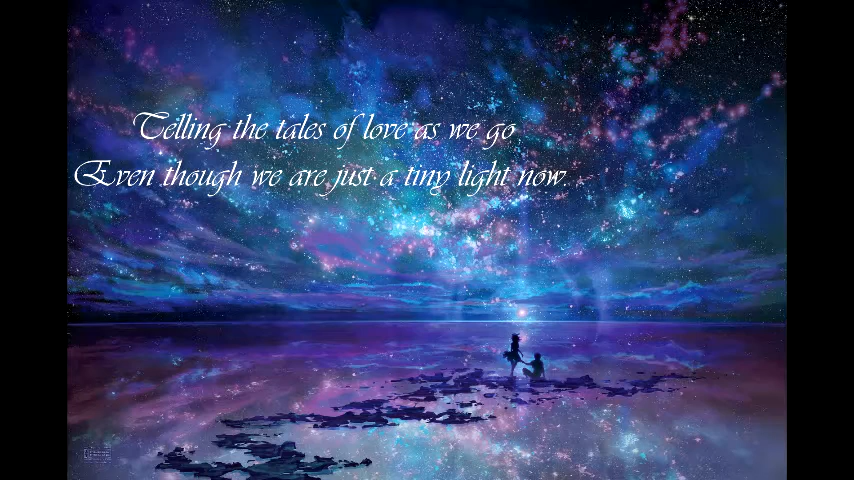 Telling the tales of love as we go
Even though we are just a tiny light now